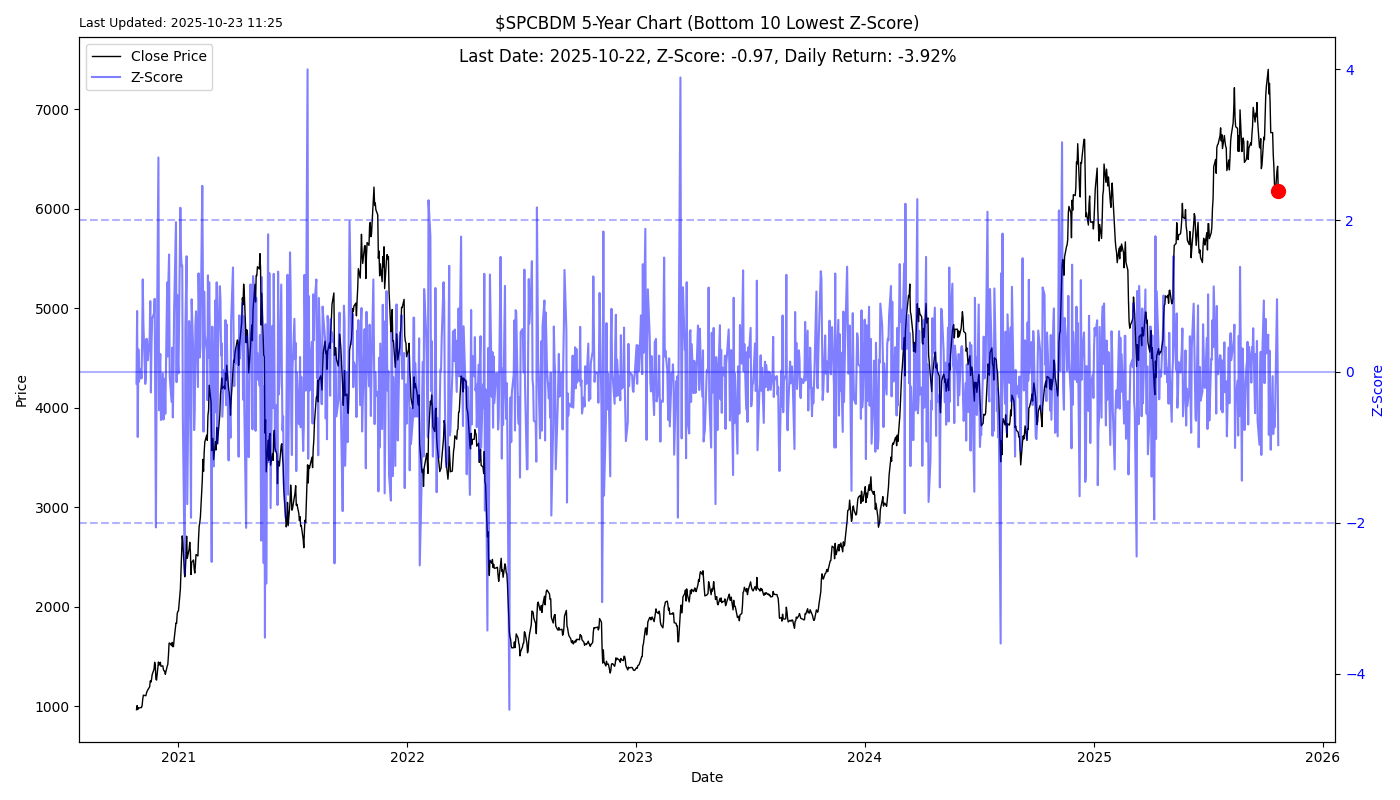 Last Updated: 2025-10-23 11:25
$SPCBDM 5-Year Chart (Bottom 10 Lowest Z-Score)
Last Date: 2025-10-22, Z-Score: -0.97, Daily Return: -3.92%
Close Price
Z-Score
Price
7000
6000
5000
4000
3000
2000
1000
4
2
0
−2
−4
Z-Score
2021
2022
2023
2024
2025
2026
Date